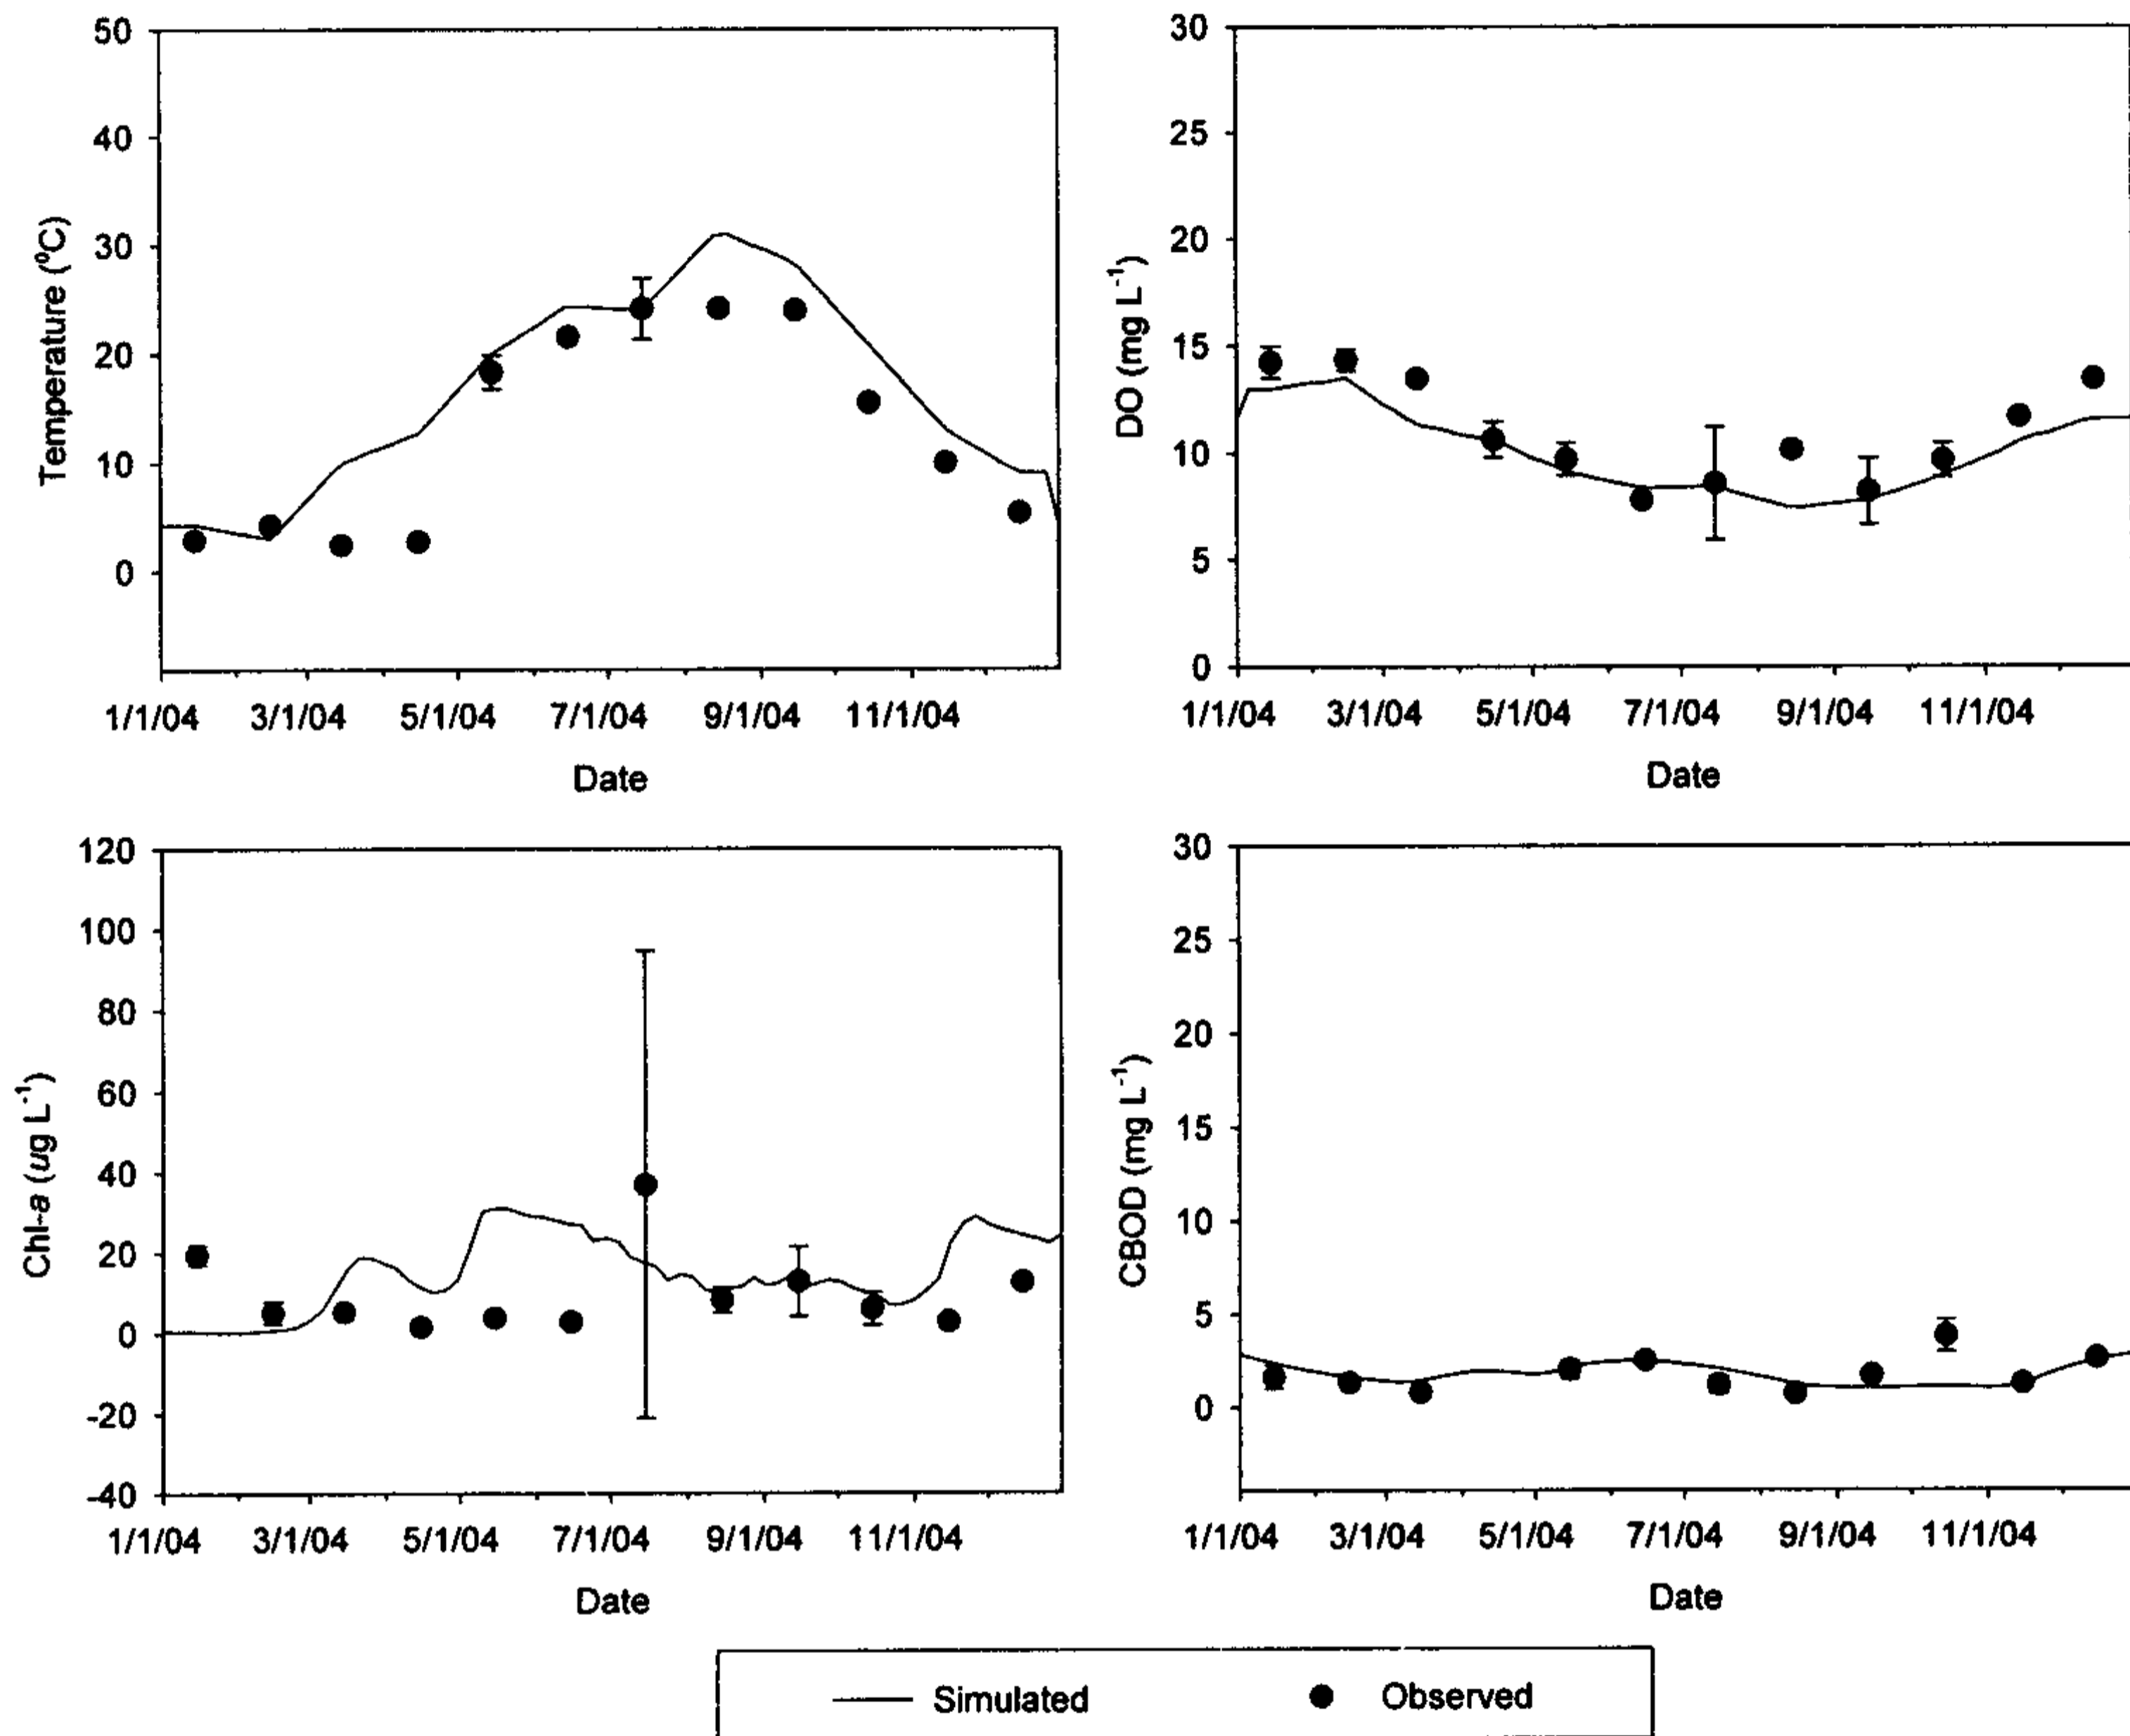 50
40
30
20
10
0
Temperature (⁰C)
1/1/04 3/1/04 5/1/04 7/1/04 9/1/04 11/1/04
Date
30
25
20
15
10
5
0
DO (mg L⁻¹)
1/1/04 3/1/04 5/1/04 7/1/04 9/1/04 11/1/04
Date
120
100
80
60
40
20
0
-20
-40
Chl-a (ug L⁻¹)
1/1/04 3/1/04 5/1/04 7/1/04 9/1/04 11/1/04
Date
30
25
20
15
10
5
0
CBOD (mg L⁻¹)
1/1/04 3/1/04 5/1/04 7/1/04 9/1/04 11/1/04
Date
Simulated Observed